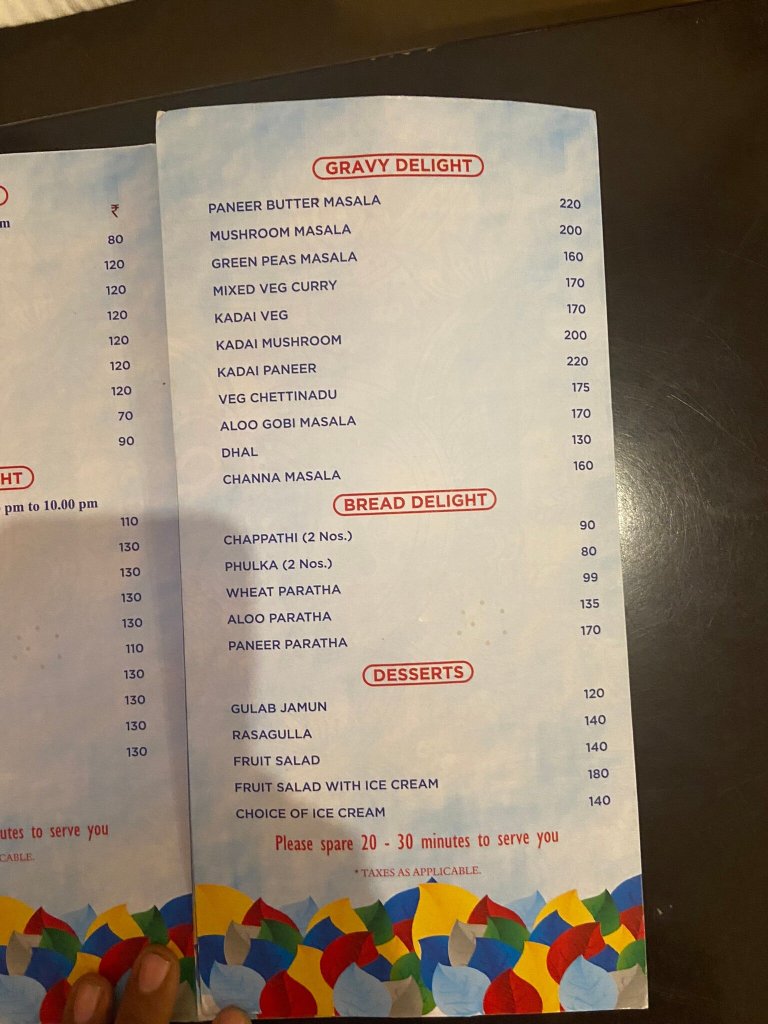 m
₹
80
120
120
120
120
120
120
70
90
HT
pm to 10.00 pm
110
130
130
130
130
110
130
130
130
130
utes to serve you
CABLE.
GRAVY DELIGHT
PANEER BUTTER MASALA 220
MUSHROOM MASALA 200
GREEN PEAS MASALA 160
MIXED VEG CURRY 170
KADAI VEG 170
KADAI MUSHROOM 200
KADAI PANEER 220
VEG CHETTINADU 175
ALOO GOBI MASALA 170
DHAL 130
CHANNA MASALA 160
BREAD DELIGHT
CHAPPATHI (2 Nos.) 90
PHULKA (2 Nos.) 80
WHEAT PARATHA 99
ALOO PARATHA 135
PANEER PARATHA 170
DESSERTS
GULAB JAMUN 120
RASAGULLA 140
FRUIT SALAD 140
FRUIT SALAD WITH ICE CREAM 180
CHOICE OF ICE CREAM 140
Please spare 20 - 30 minutes to serve you
* TAXES AS APPLICABLE.